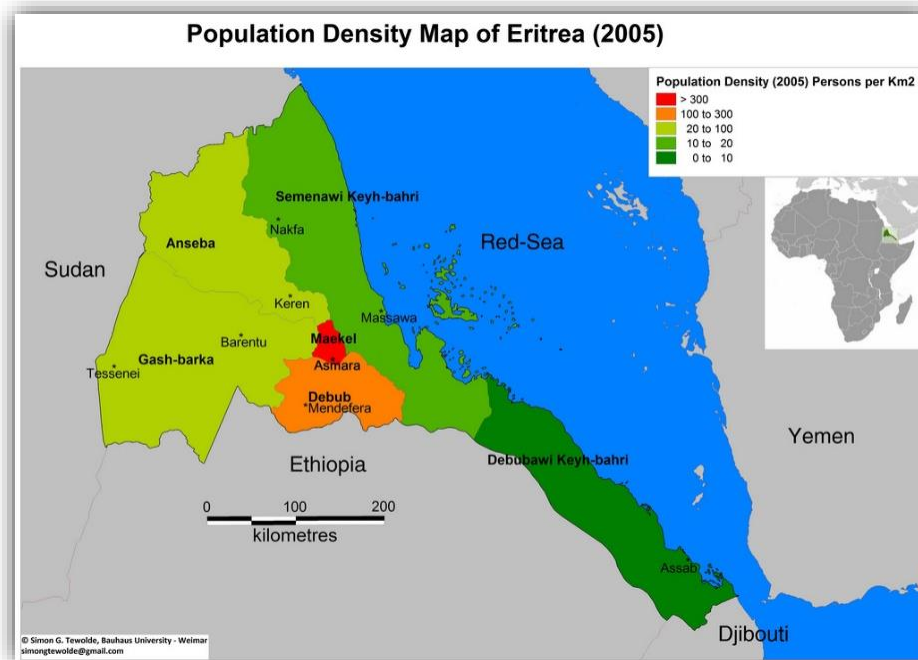 Population Density Map of Eritrea (2005)
Population Density (2005) Persons per Km2
> 300
100 to 300
20 to 100
10 to 20
0 to 10
Semenawi Keyh-bahri
Nakfa
Anseba
Red-Sea
Sudan
Keren
Massawa
Maekel
Barentu
Gash-barka
Asmara
Tessenei
Debub
Mendefera
Yemen
Ethiopia
Debubawi Keyh-bahri
0 100 200
kilometres
Assab
Djibouti
© Simon G. Tewolde, Bauhaus University - Weimar
simongtewolde@gmail.com